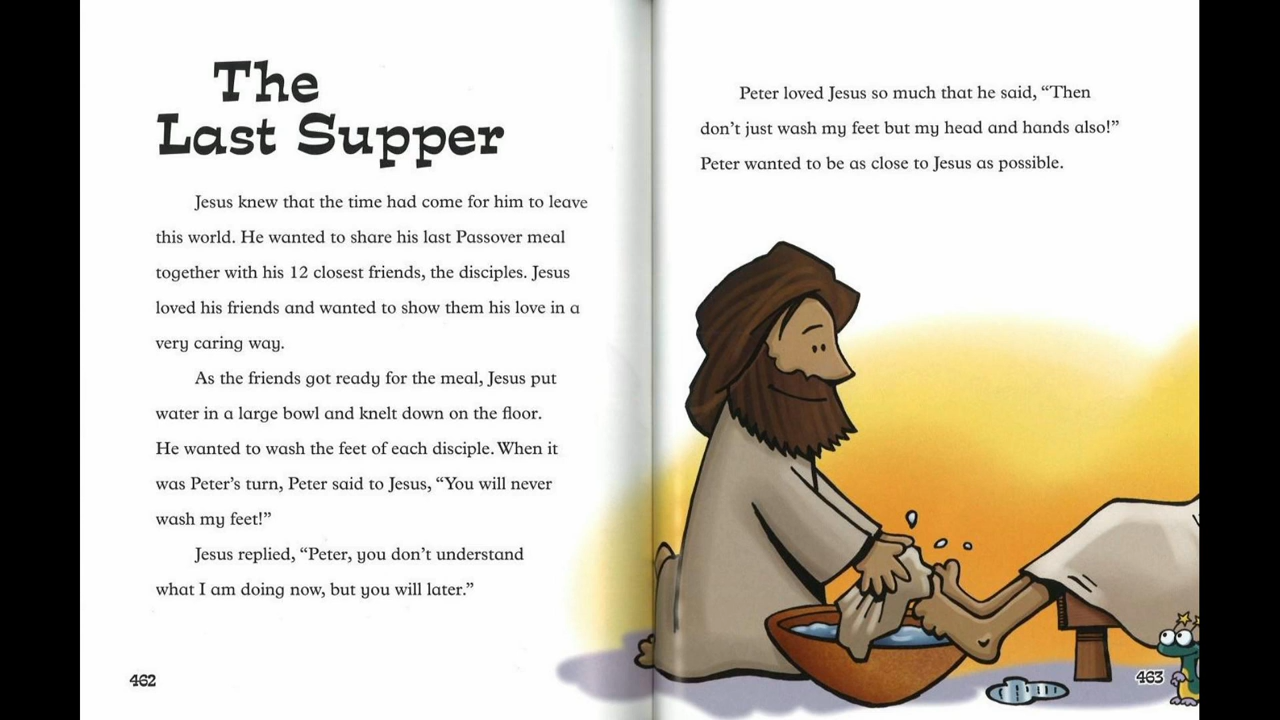 The
Last Supper
Jesus knew that the time had come for him to leave
this world. He wanted to share his last Passover meal
together with his 12 closest friends, the disciples. Jesus
loved his friends and wanted to show them his love in a
very caring way.
As the friends got ready for the meal, Jesus put
water in a large bowl and knelt down on the floor.
He wanted to wash the feet of each disciple. When it
was Peter’s turn, Peter said to Jesus, “You will never
wash my feet!”
Jesus replied, “Peter, you don’t understand
what I am doing now, but you will later.”
462
Peter loved Jesus so much that he said, “Then
don’t just wash my feet but my head and hands also!”
Peter wanted to be as close to Jesus as possible.
463